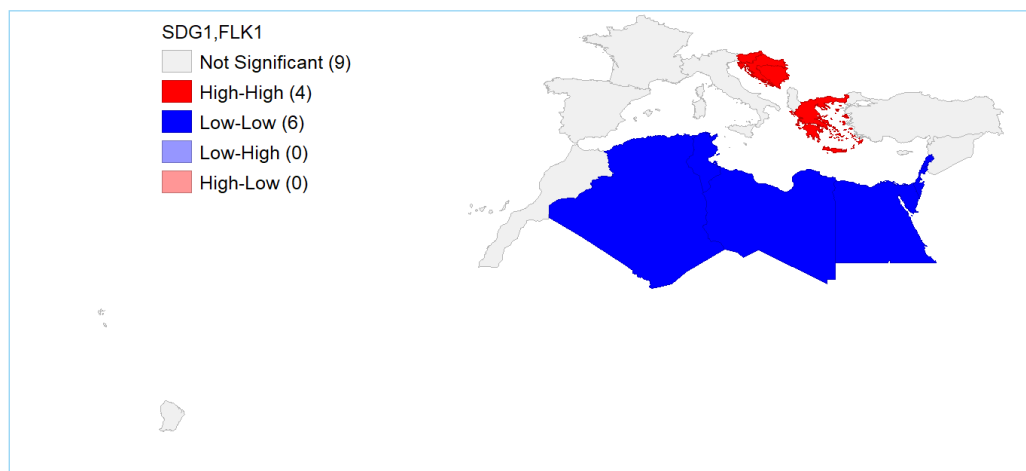 SDG1,FLK1
Not Significant (9)
High-High (4)
Low-Low (6)
Low-High (0)
High-Low (0)